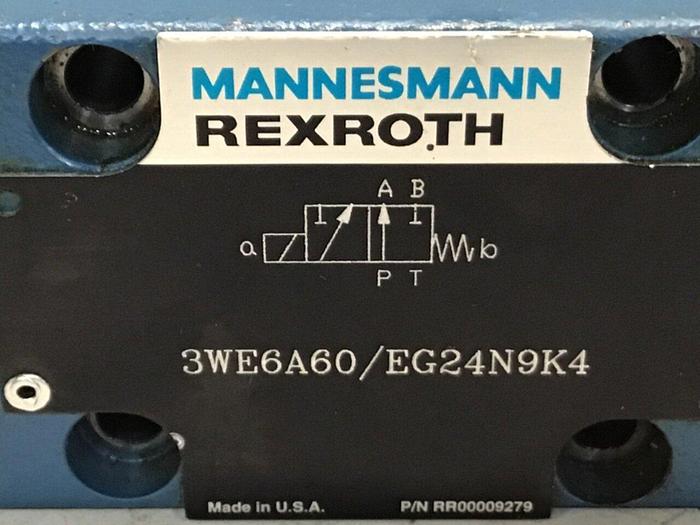 MANNESMANN
REXROTH
A B
a b
P T
3WE6A60/EG24N9K4
Made in U.S.A. P/N RR00009279